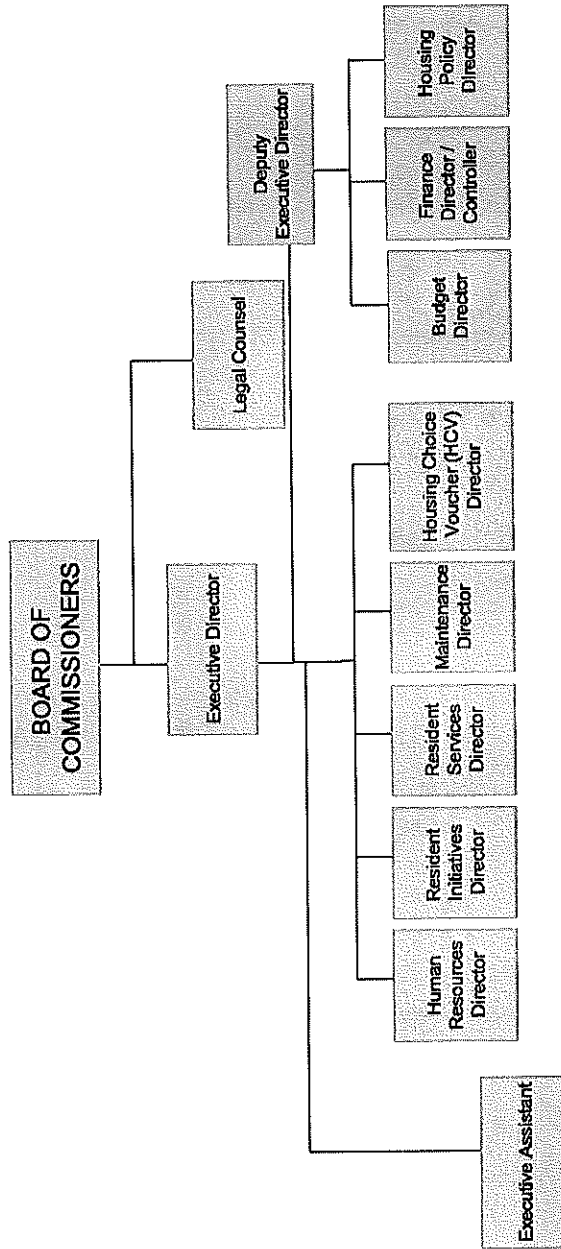 BOARD OF
COMMISSIONERS
Executive Director
Legal Counsel
Deputy
Executive Director
Executive Assistant
Human
Resources
Director
Resident
Initiatives
Director
Resident
Services
Director
Maintenance
Director
Housing Choice
Voucher (HCV)
Director
Budget
Director
Finance
Director /
Controller
Housing
Policy
Director